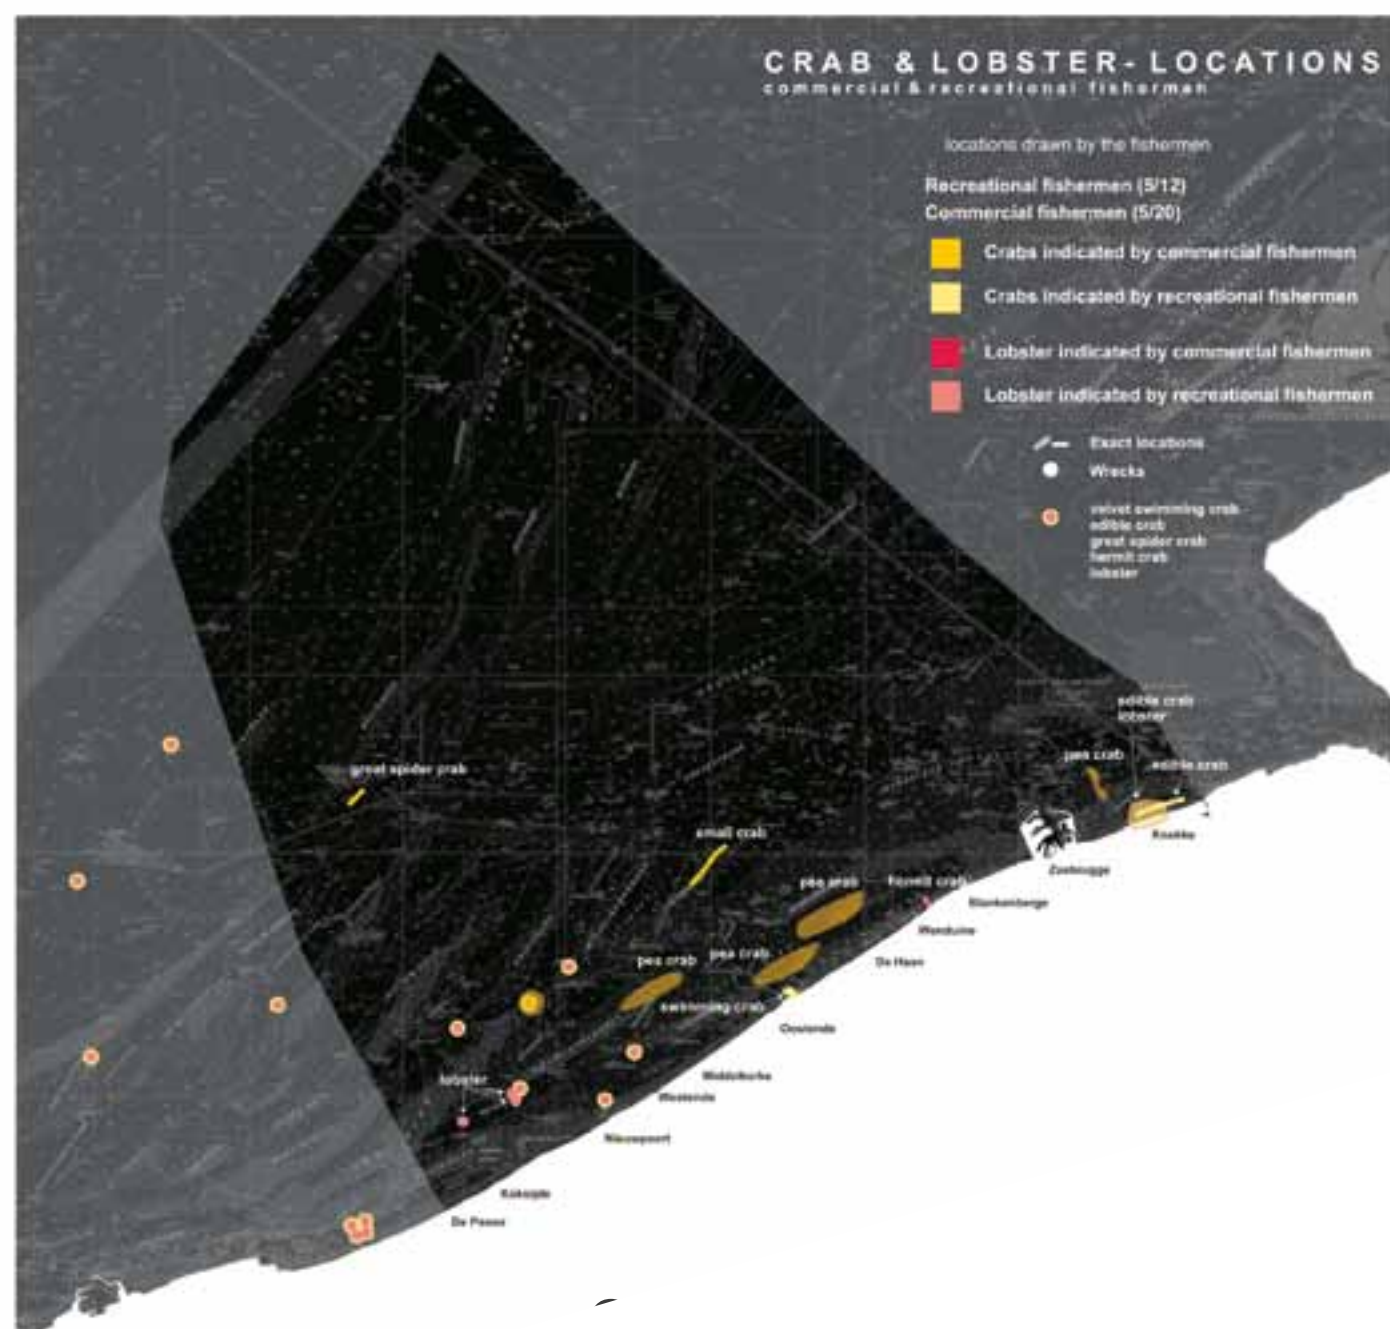 CRAB & LOBSTER- LOCATIONS
commercial & recreational fisherman
locations drawn by the fishermen
Recreational fishermen (5/12)
Commercial fishermen (5/20)
Crabs indicated by commercial fishermen
Crabs indicated by recreational fishermen
Lobster indicated by commercial fishermen
Lobster indicated by recreational fishermen
Exact locations
Wrecks
velvet swimming crab
edible crab
great spider crab
hermit crab
lobster
edible crab
lobster
pea crab
edible crab
great spider crab
Knokke
small crab
Zeebrugge
pea crab
hermit crab
Blankenberge
Wenduine
pea crab
pea crab
De Haan
swimming crab
Oostende
lobster
Middelkerke
Westende
Nieuwpoort
Koksijde
De Panne